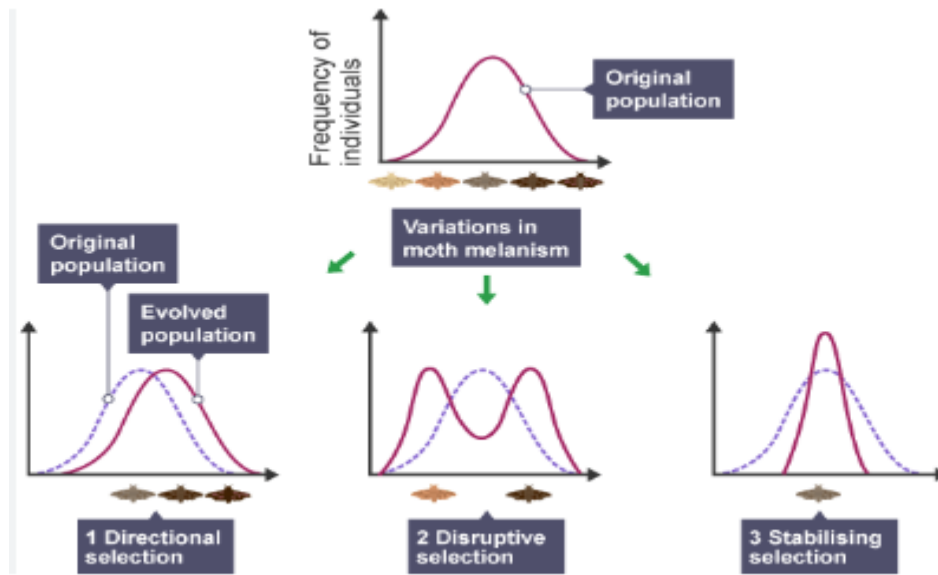 Frequency of
individuals
Original
population
Variations in
moth melanism
Original
population
Evolved
population
1 Directional
selection
2 Disruptive
selection
3 Stabilising
selection